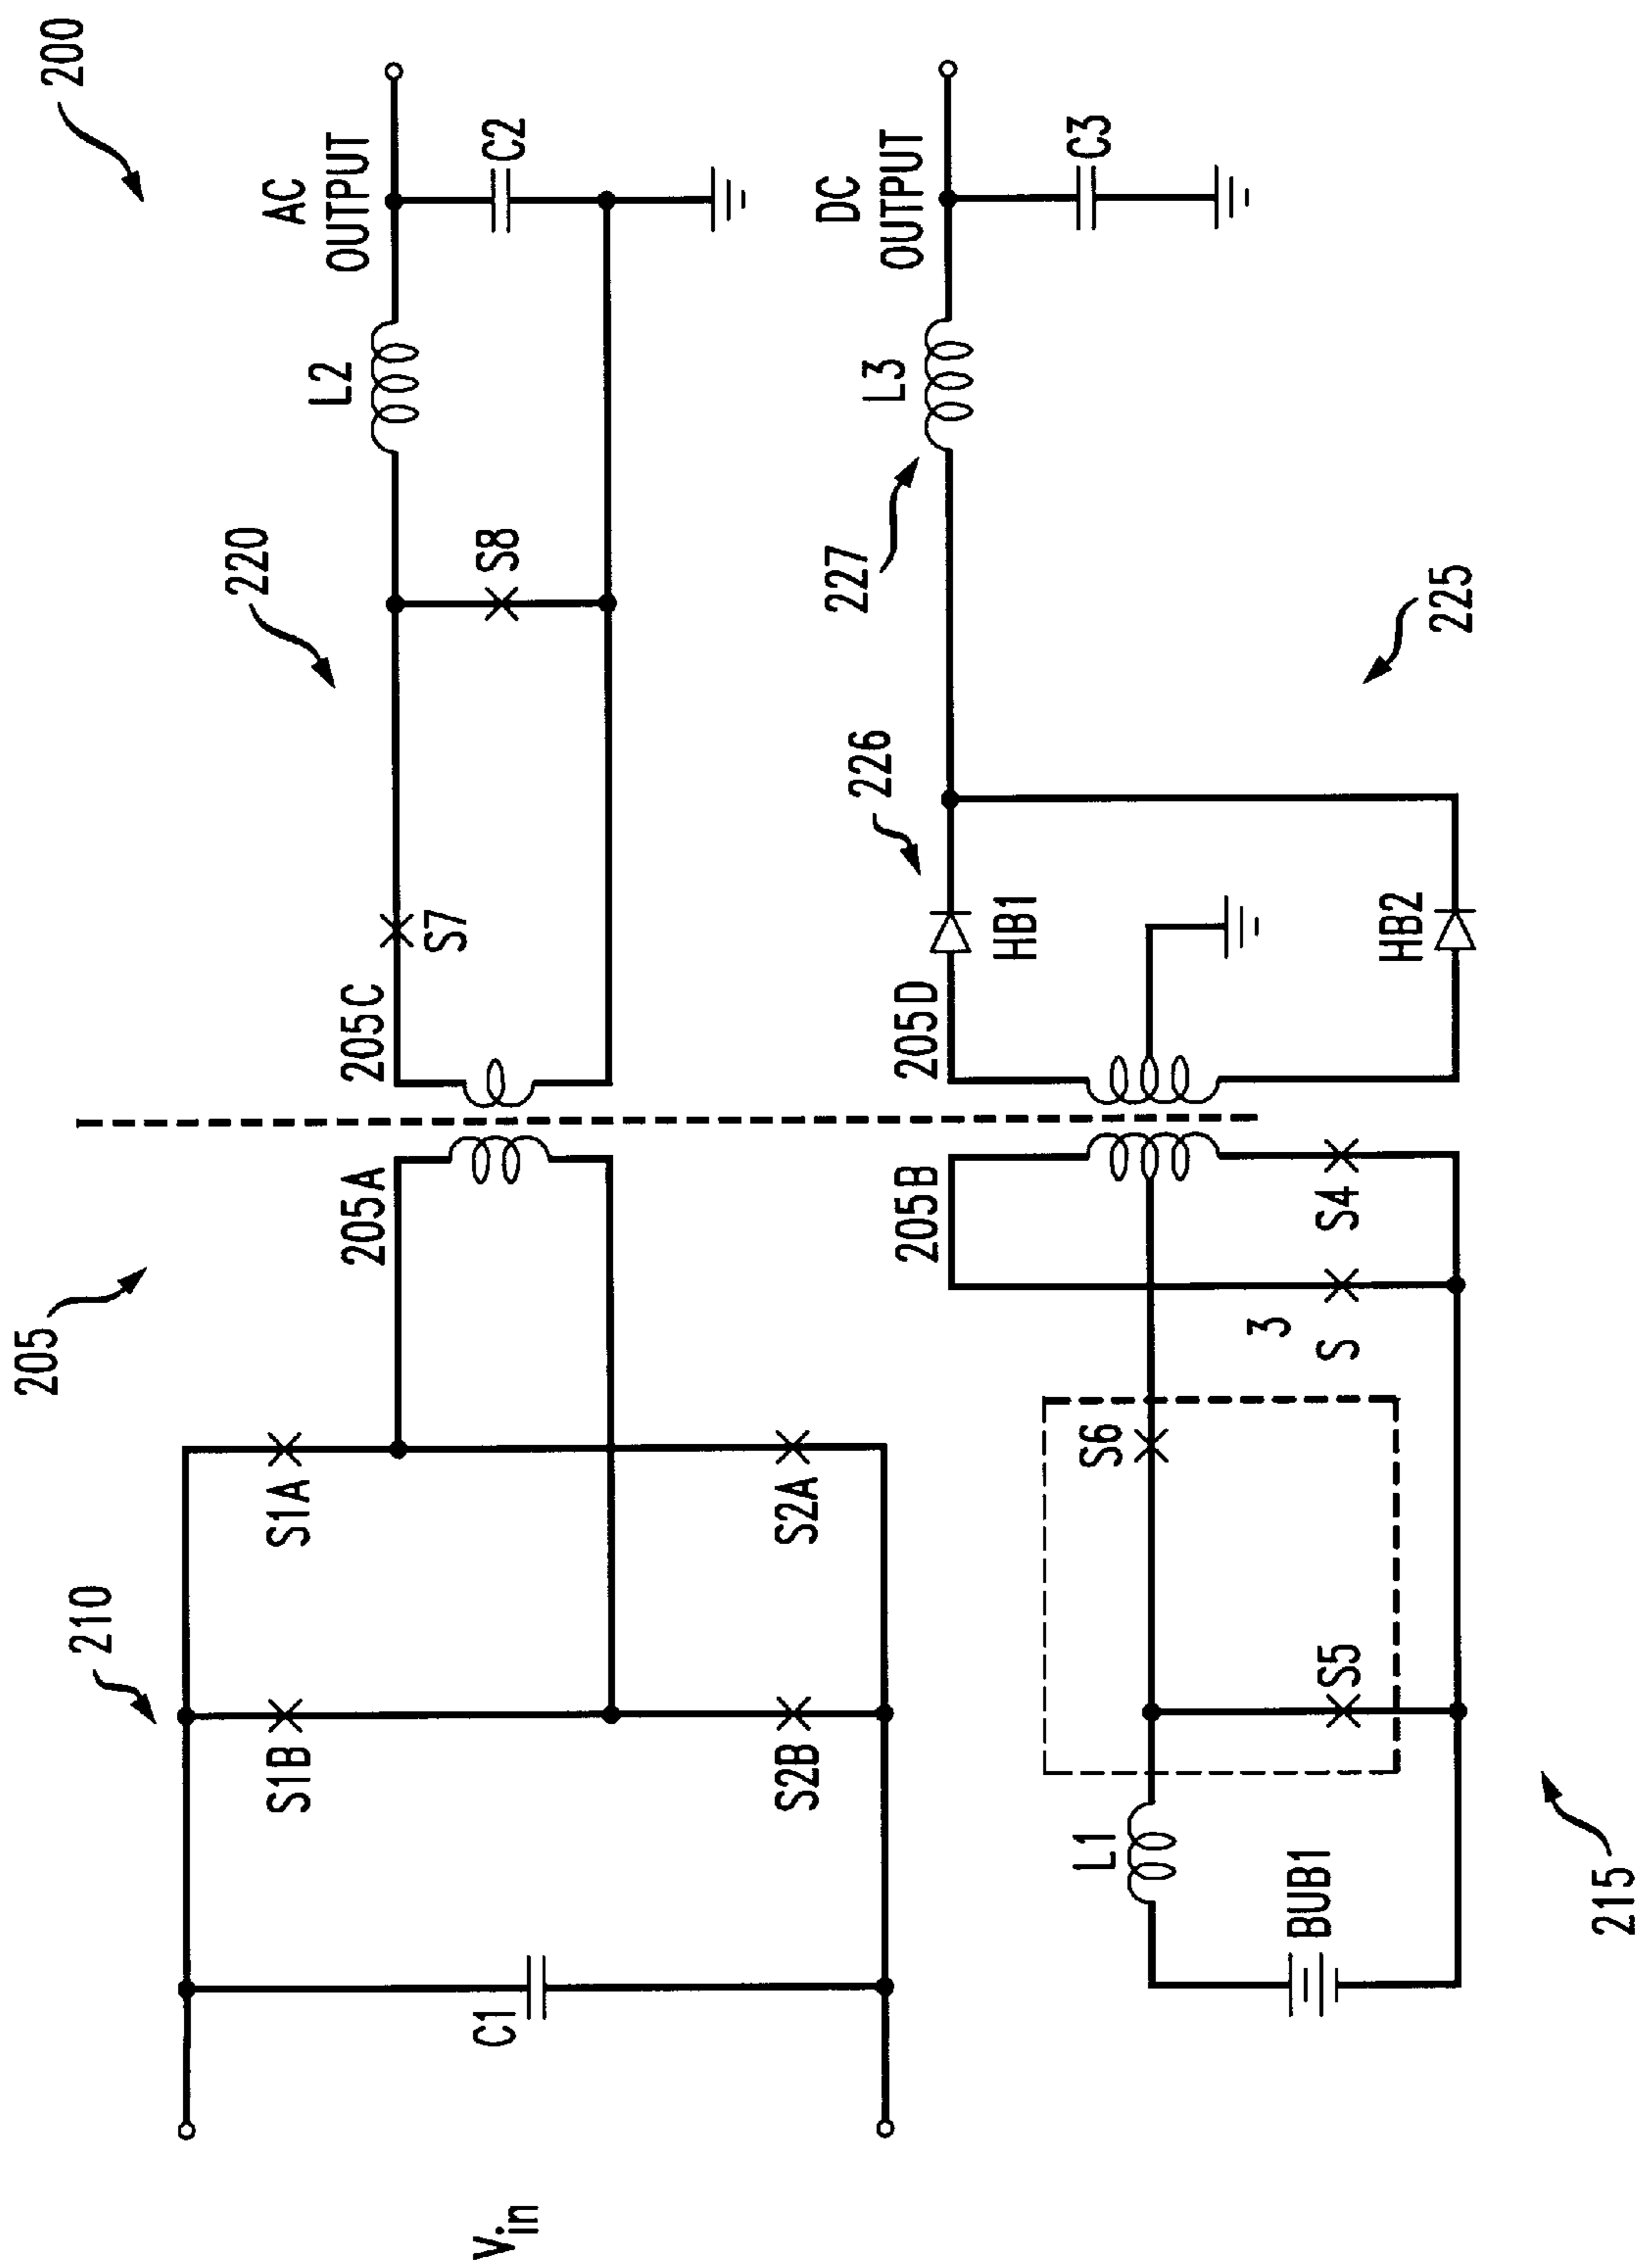 200
205
210
220
AC
OUTPUT
L2
C2
S8
S7
205C
205A
S1A
S1B
S2A
S2B
C1
Vin
DC
OUTPUT
L3
C3
227
225
226
HB1
HB2
205D
205B
S4
3
S
S6
S5
L1
BUB1
215